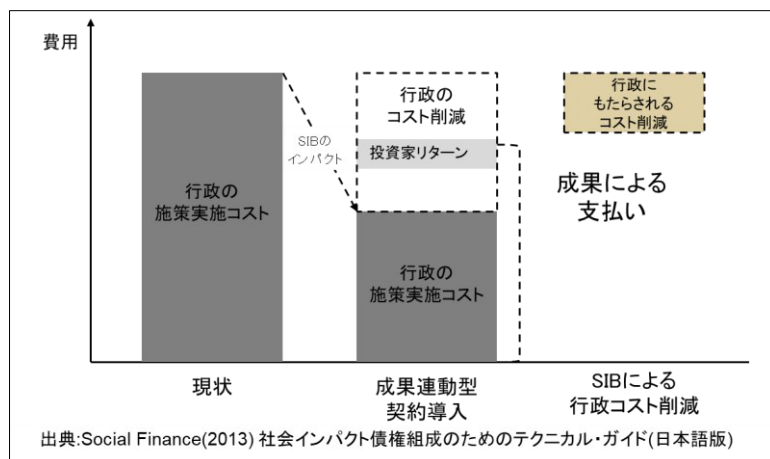 費用
行政の
施策実施コスト
SIBの
インパクト
行政の
コスト削減
投資家リターン
行政の
施策実施コスト
行政に
もたらされる
コスト削減
成果による
支払い
現状
成果連動型
契約導入
SIBによる
行政コスト削減
出典:Social Finance(2013) 社会インパクト債権組成のためのテクニカル・ガイド(日本語版)